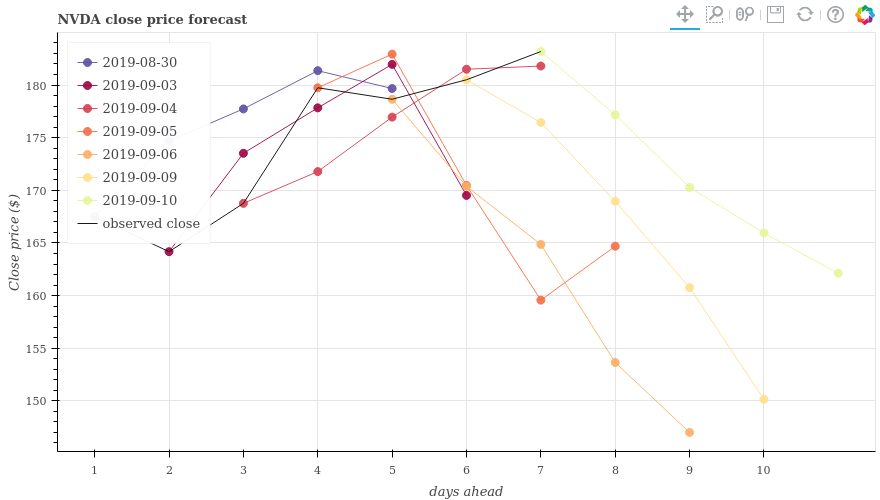 NVDA close price forecast
2019-08-30
2019-09-03
2019-09-04
2019-09-05
2019-09-06
2019-09-09
2019-09-10
observed close
Close price ($)
180
175
170
165
160
155
150
1 2 3 4 5 6 7 8 9 10
days ahead